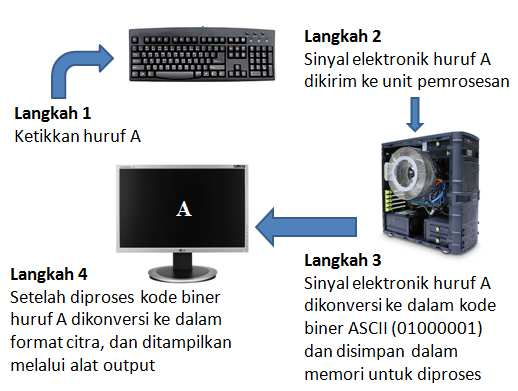 Langkah 1
Ketikkan huruf A
Langkah 2
Sinyal elektronik huruf A
dikirim ke unit pemrosesan
Langkah 3
Sinyal elektronik huruf A
dikonversi ke dalam kode
biner ASCII (01000001)
dan disimpan dalam
memori untuk diproses
A
Langkah 4
Setelah diproses kode biner
huruf A dikonversi ke dalam
format citra, dan ditampilkan
melalui alat output